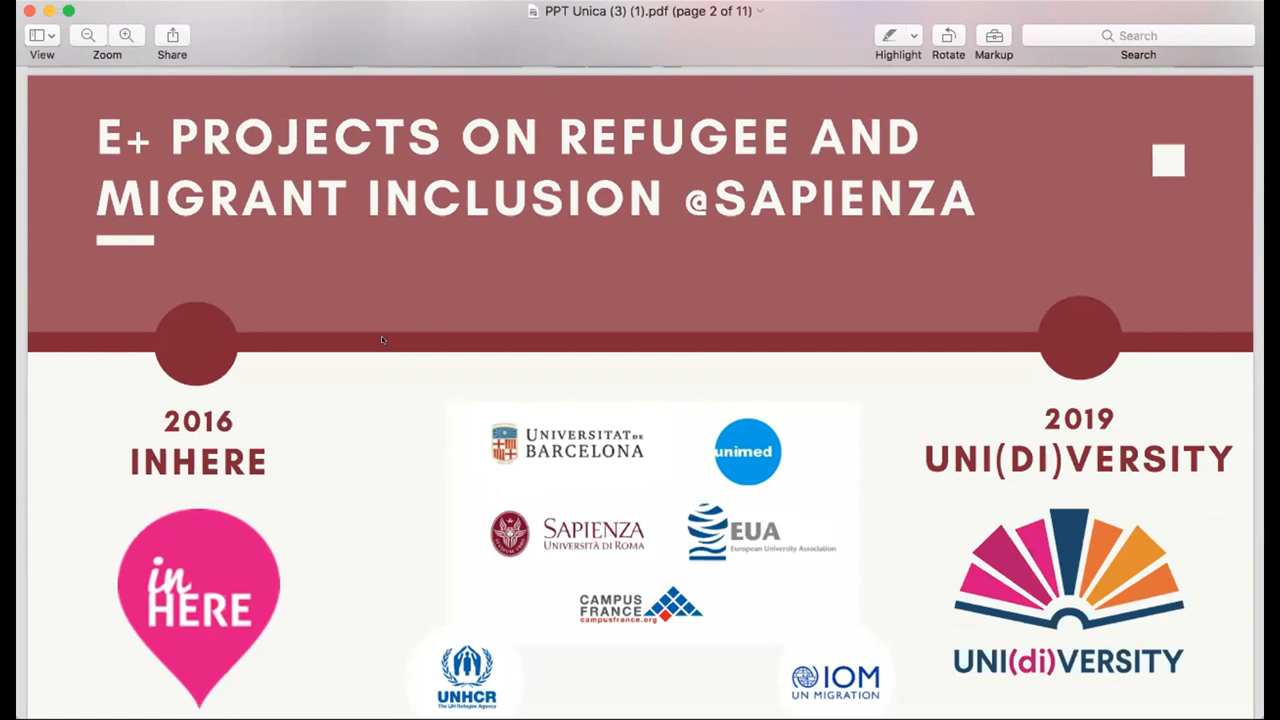 PPT Unica (3) (1).pdf (page 2 of 11)
View
Zoom
Share
Highlight
Rotate
Markup
Search
Search
E+ PROJECTS ON REFUGEE AND
MIGRANT INCLUSION @SAPIENZA
2016
INHERE
in
HERE
UNIVERSITAT DE
BARCELONA
unimed
SAPIENZA
UNIVERSITÀ DI ROMA
EUA
European University Association
CAMPUS
FRANCE
campusfrance.org
UNHCR
The UN Refugee Agency
IOM
UN MIGRATION
2019
UNI(DI)VERSITY
UNI(di)VERSITY